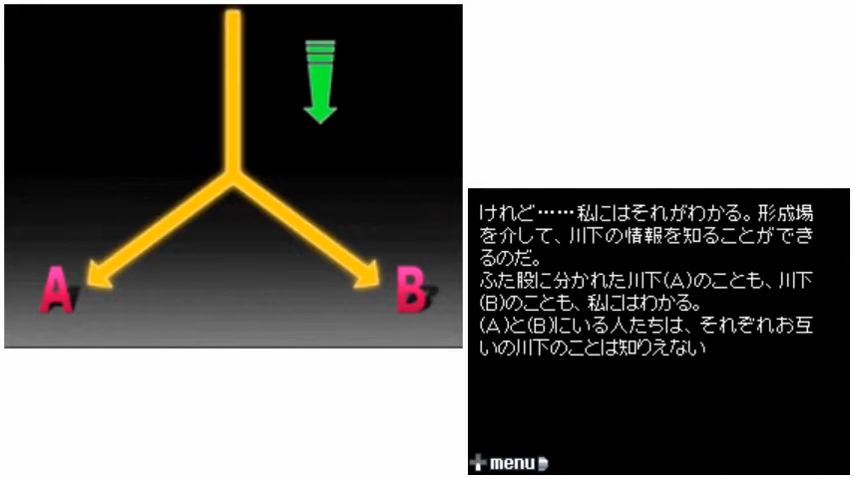 A
B
けれど……私にはそれがわかる。形成場
を介して、川下の情報を知ることができ
るのだ。
ふた股に分かれた川下(A)のことも、川下
(B)のことも、私にはわかる。
(A)と(B)にいる人たちは、それぞれお互
いの川下のことは知りえない
menu